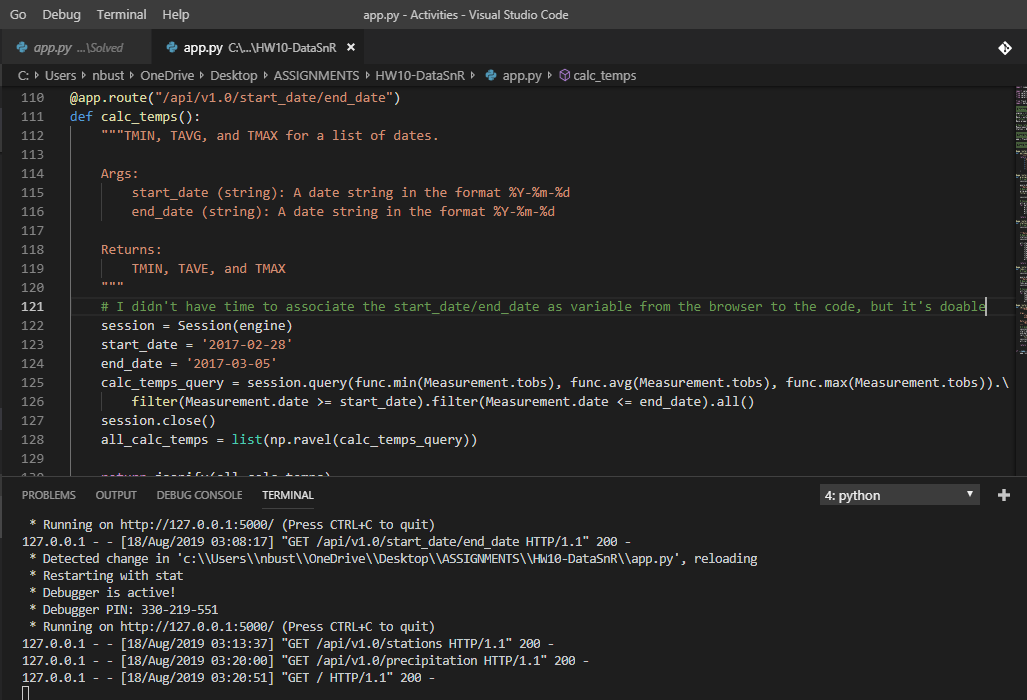 Go Debug Terminal Help app.py - Activities - Visual Studio Code
app.py ...\Solved app.py C:\...\HW10-DataSnR ×
C: Users nbust OneDrive Desktop ASSIGNMENTS HW10-DataSnR app.py calc_temps
110 @app.route("/api/v1.0/start_date/end_date")
111 def calc_temps():
112 """TMIN, TAVG, and TMAX for a list of dates.
113
114 Args:
115 start_date (string): A date string in the format %Y-%m-%d
116 end_date (string): A date string in the format %Y-%m-%d
117
118 Returns:
119 TMIN, TAVE, and TMAX
120 """
121 # I didn't have time to associate the start_date/end_date as variable from the browser to the code, but it's doable
122 session = Session(engine)
123 start_date = '2017-02-28'
124 end_date = '2017-03-05'
125 calc_temps_query = session.query(func.min(Measurement.tobs), func.avg(Measurement.tobs), func.max(Measurement.tobs)).\
126 filter(Measurement.date >= start_date).filter(Measurement.date <= end_date).all()
127 session.close()
128 all_calc_temps = list(np.ravel(calc_temps_query))
129
130 return jsonify(all_calc_temps)
PROBLEMS OUTPUT DEBUG CONSOLE TERMINAL 4: python
* Running on http://127.0.0.1:5000/ (Press CTRL+C to quit)
127.0.0.1 - - [18/Aug/2019 03:08:17] "GET /api/v1.0/start_date/end_date HTTP/1.1" 200 -
* Detected change in 'c:\\Users\\nbust\\OneDrive\\Desktop\\ASSIGNMENTS\\HW10-DataSnR\\app.py', reloading
* Restarting with stat
* Debugger is active!
* Debugger PIN: 330-219-551
* Running on http://127.0.0.1:5000/ (Press CTRL+C to quit)
127.0.0.1 - - [18/Aug/2019 03:13:37] "GET /api/v1.0/stations HTTP/1.1" 200 -
127.0.0.1 - - [18/Aug/2019 03:20:00] "GET /api/v1.0/precipitation HTTP/1.1" 200 -
127.0.0.1 - - [18/Aug/2019 03:20:51] "GET / HTTP/1.1" 200 -